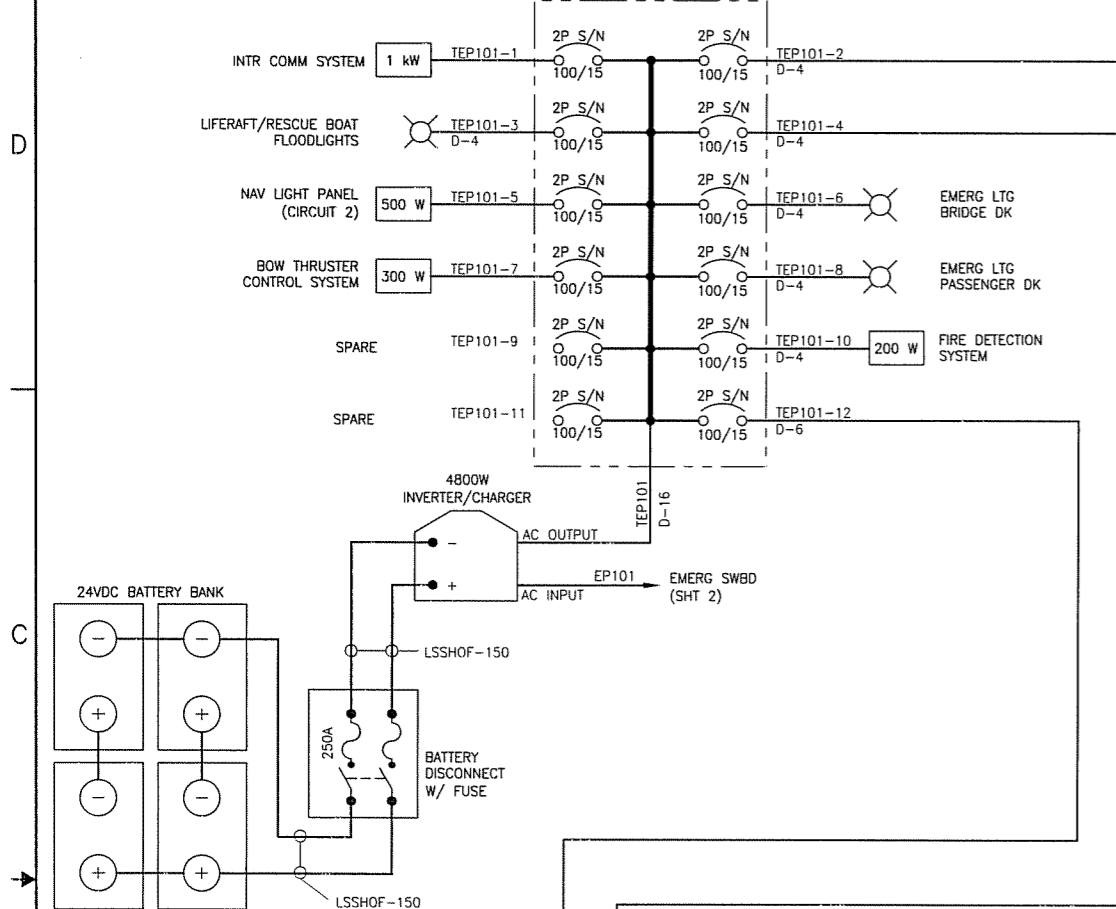 2P S/N 2P S/N
INTR COMM SYSTEM 1 kW TEP101-1 100/15 100/15 TEP101-2
D-4
2P S/N 2P S/N
LIFERAFT/RESCUE BOAT
FLOODLIGHTS
TEP101-3
D-4
100/15 100/15
TEP101-4
D-4
D
2P S/N 2P S/N
NAV LIGHT PANEL
(CIRCUIT 2)
500 W
TEP101-5
100/15 100/15
TEP101-6
D-4
EMERG LTG
BRIDGE DK
2P S/N 2P S/N
BOW THRUSTER
CONTROL SYSTEM
300 W
TEP101-7
100/15 100/15
TEP101-8
D-4
EMERG LTG
PASSENGER DK
2P S/N 2P S/N
SPARE
TEP101-9
100/15 100/15
TEP101-10
D-4
200 W
FIRE DETECTION
SYSTEM
2P S/N 2P S/N
SPARE
TEP101-11
100/15 100/15
TEP101-12
D-6
4800W
INVERTER/CHARGER
TEP101
D-16
- AC OUTPUT
+ AC INPUT
EP101
EMERG SWBD
(SHT 2)
24VDC BATTERY BANK
C
- -
+ +
- -
+ +
LSSHOF-150
250A
BATTERY
DISCONNECT
W/ FUSE
LSSHOF-150